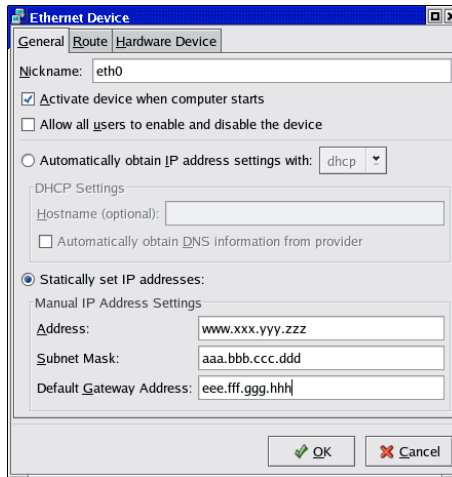 Ethernet Device
General Route Hardware Device
Nickname: eth0
Activate device when computer starts
Allow all users to enable and disable the device
Automatically obtain IP address settings with: dhcp
DHCP Settings
Hostname (optional):
Automatically obtain DNS information from provider
Statically set IP addresses:
Manual IP Address Settings
Address: www.xxx.yyy.zzz
Subnet Mask: aaa.bbb.ccc.ddd
Default Gateway Address: eee.fff.ggg.hhh
OK Cancel